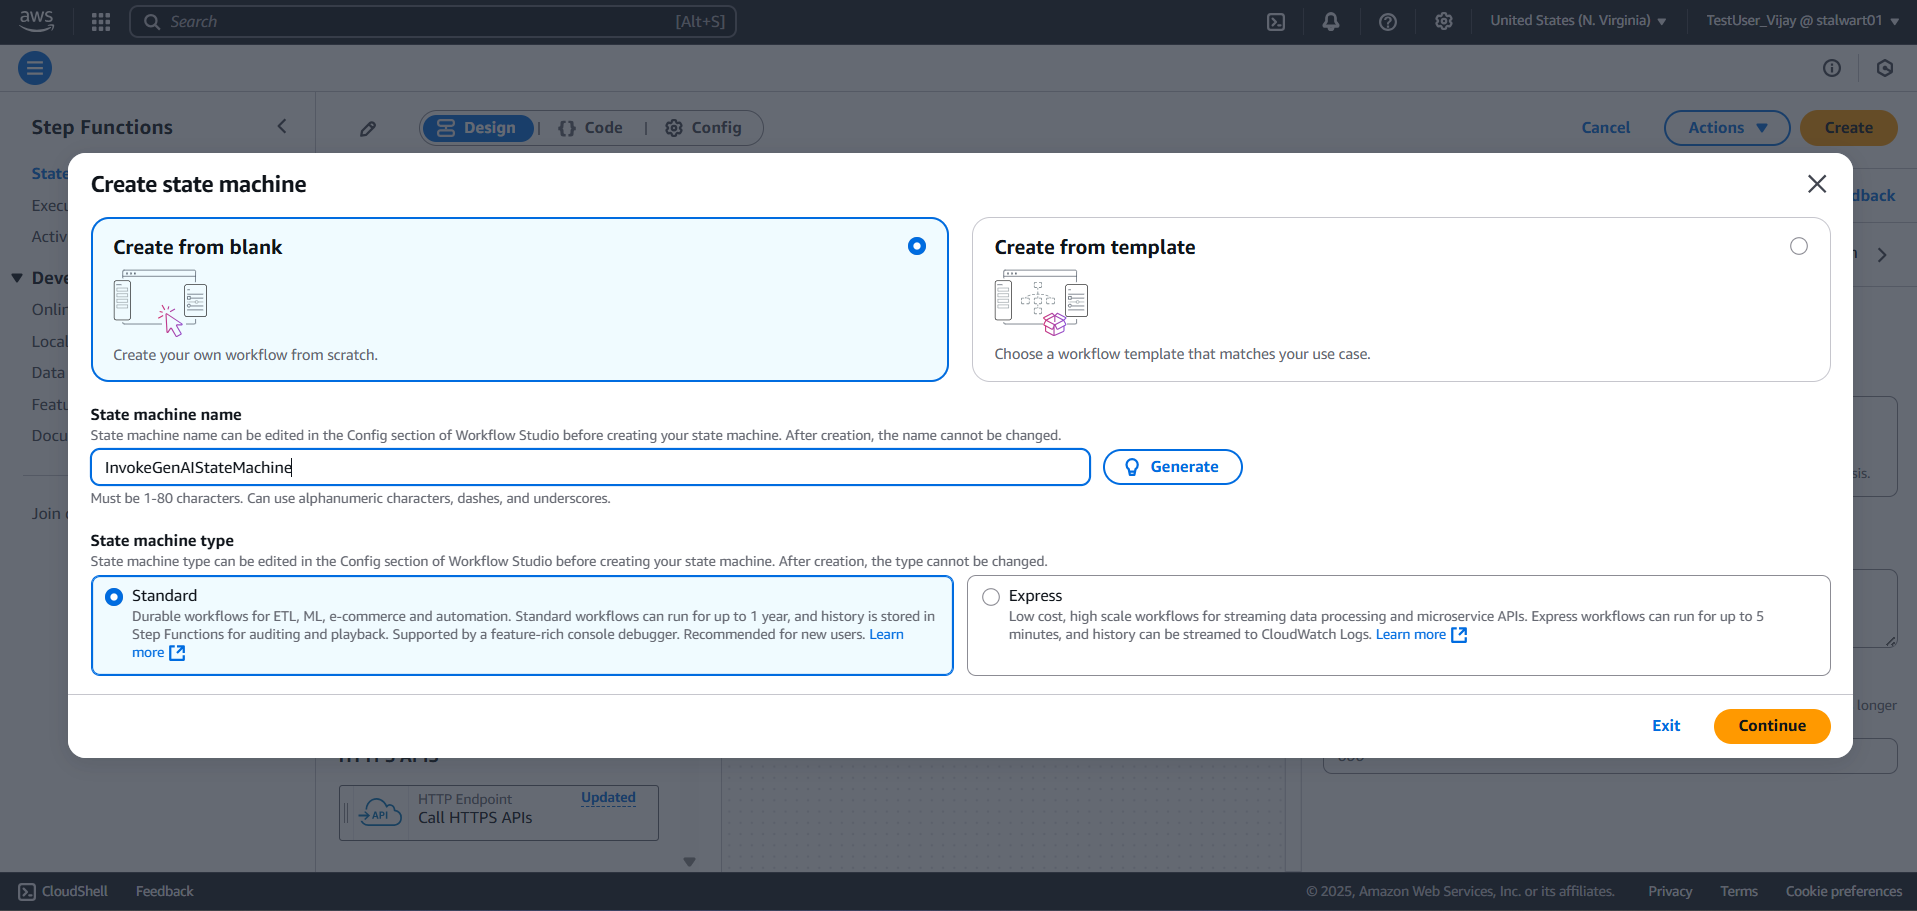 aws
Search
[Alt+S]
United States (N. Virginia)
TestUser_Vijay @ stalwart01
Step Functions
Design
Code
Config
Cancel
Actions
Create
State
Activ
Online
Local
Data
Join
Create state machine
Create from blank
Create your own workflow from scratch.
Create from template
Choose a workflow template that matches your use case.
State machine name
State machine name can be edited in the Config section of Workflow Studio before creating your state machine. After creation, the name cannot be changed.
InvokeGenAIStateMachine
Generate
Must be 1-80 characters. Can use alphanumeric characters, dashes, and underscores.
State machine type
State machine type can be edited in the Config section of Workflow Studio before creating your state machine. After creation, the type cannot be changed.
Standard
Durable workflows for ETL, ML, e-commerce and automation. Standard workflows can run for up to 1 year, and history is stored in
Step Functions for auditing and playback. Supported by a feature-rich console debugger. Recommended for new users. Learn
more
Express
Low cost, high scale workflows for streaming data processing and microservice APIs. Express workflows can run for up to 5
minutes, and history can be streamed to CloudWatch Logs. Learn more
Exit
Continue
longer
HTTPS APIs
API
HTTP Endpoint
Updated
Call HTTPS APIs
CloudShell
Feedback
© 2025, Amazon Web Services, Inc. or its affiliates.
Privacy
Terms
Cookie preferences